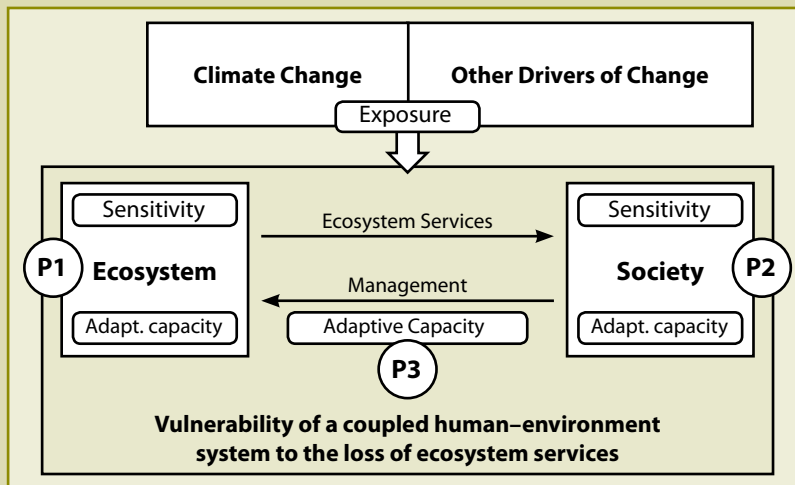 Climate Change
Other Drivers of Change
Exposure
Sensitivity
Ecosystem Services
Sensitivity
P1
Ecosystem
Society
P2
Management
Adapt. capacity
Adaptive Capacity
Adapt. capacity
P3
Vulnerability of a coupled human–environment
system to the loss of ecosystem services